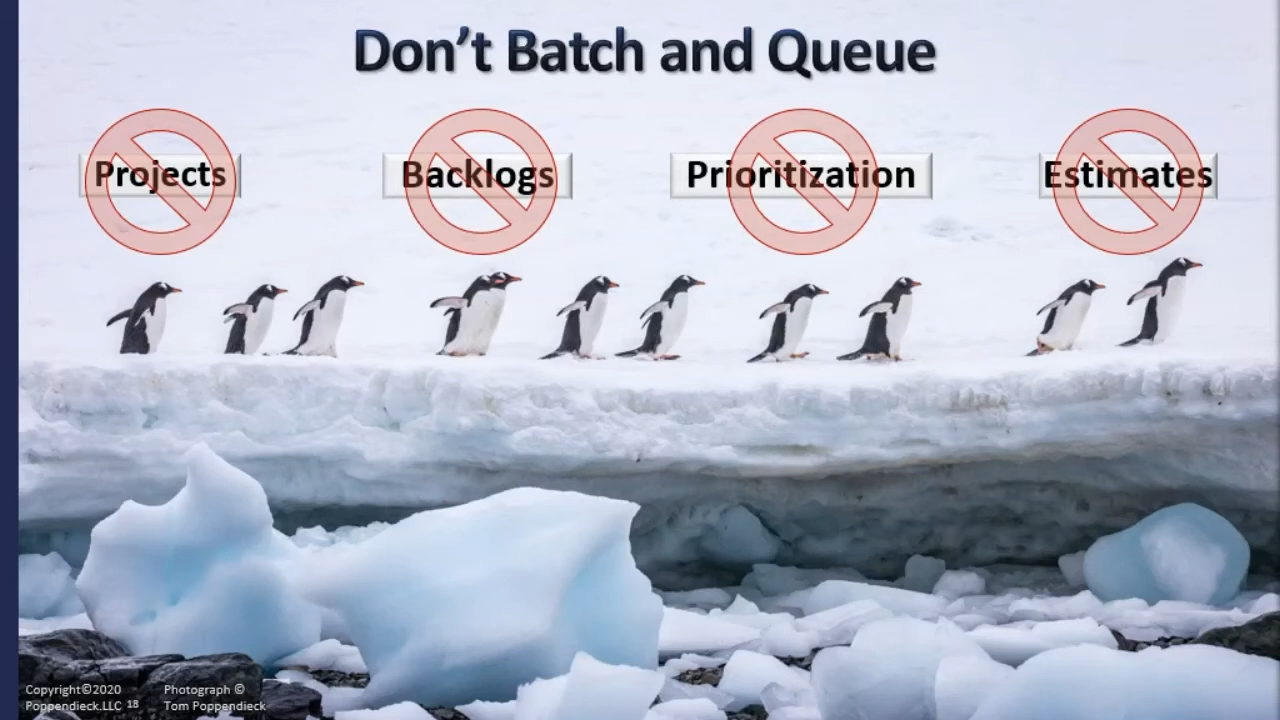 Don't Batch and Queue
Projects
Backlogs
Prioritization
Estimates
Copyright©2020
Poppendieck.LLC 18
Photograph ©
Tom Poppendieck